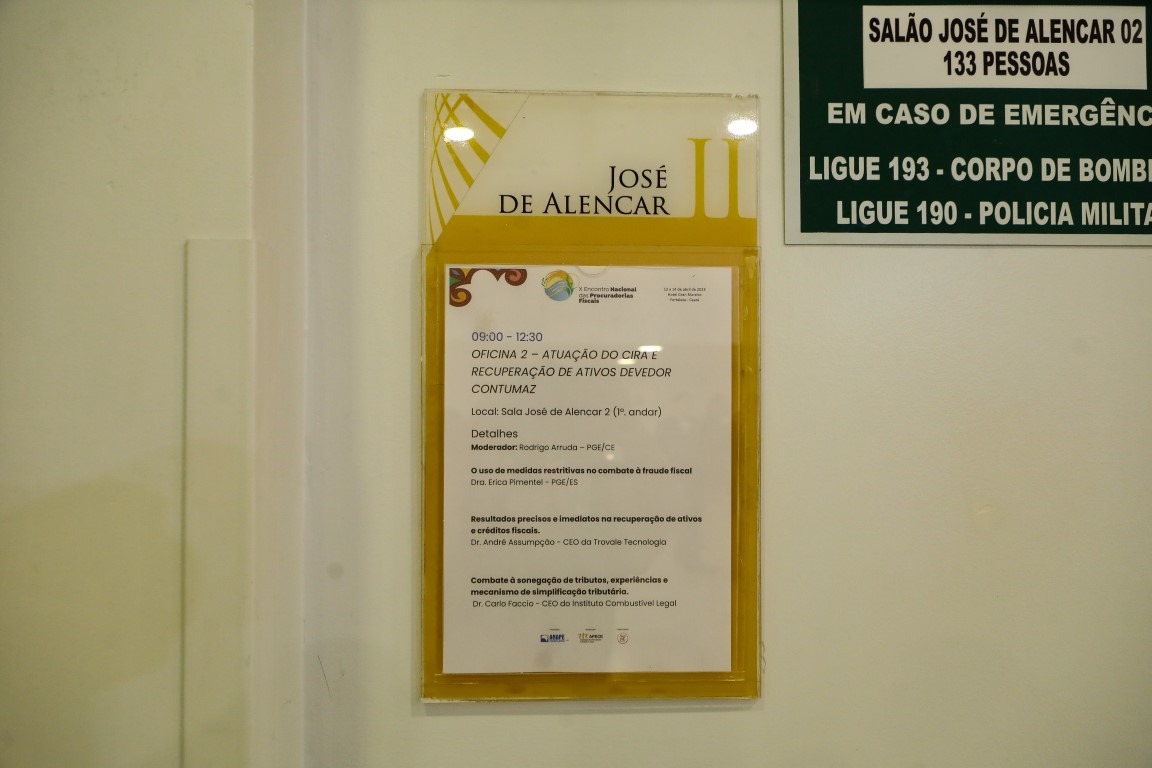 SALÃO JOSÉ DE ALENCAR 02
133 PESSOAS
EM CASO DE EMERGÊNC
LIGUE 193 - CORPO DE BOMBE
LIGUE 190 - POLICIA MILITA
JOSÉ
DE ALENCAR
II
X Encontro Nacional
das Procuradorias
Fiscais
Fortaleza - Ceará
09:00 - 12:30
OFICINA 2 – ATUAÇÃO DO CIRA E
RECUPERAÇÃO DE ATIVOS DEVEDOR
CONTUMAZ
Local: Sala José de Alencar 2 (1º. andar)
Detalhes
Moderador: Rodrigo Arruda – PGE/CE
O uso de medidas restritivas no combate à fraude fiscal
Dra. Erica Pimentel - PGE/ES
Resultados precisos e imediatos na recuperação de ativos
e créditos fiscais.
Dr. André Assumpção - CEO da Trovale Tecnologia
Combate à sonegação de tributos, experiências e
mecanismo de simplificação tributária.
Dr. Carlo Faccio - CEO do Instituto Combustível Legal
ANAPE
APECE